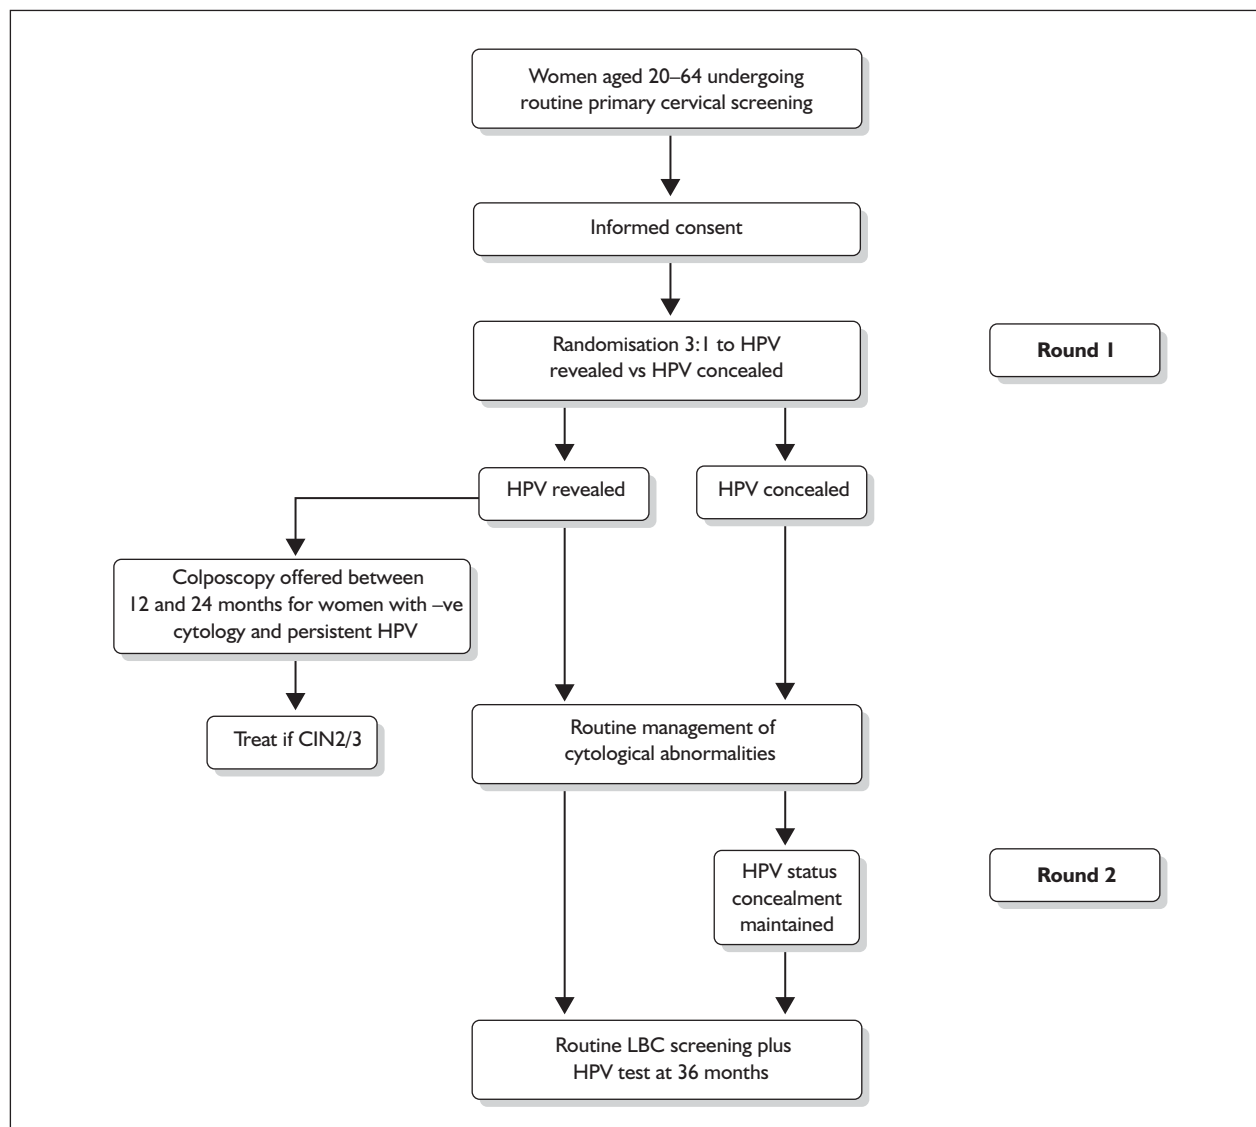 Women aged 20–64 undergoing
routine primary cervical screening
Informed consent
Randomisation 3:1 to HPV
revealed vs HPV concealed
Round 1
HPV revealed
HPV concealed
Colposcopy offered between
12 and 24 months for women with –ve
cytology and persistent HPV
Treat if CIN2/3
Routine management of
cytological abnormalities
HPV status
concealment
maintained
Round 2
Routine LBC screening plus
HPV test at 36 months